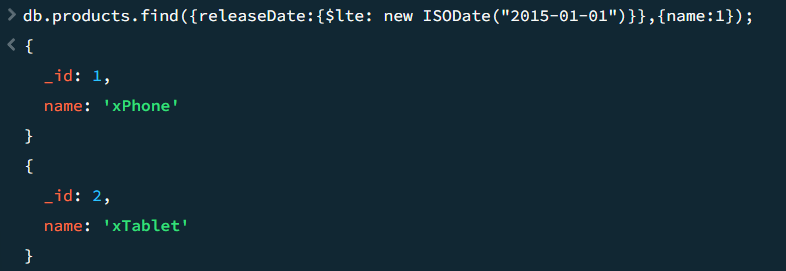 > db.products.find({releaseDate:{$lte: new ISODate("2015-01-01")}},{name:1});
< {
_id: 1,
name: 'xPhone'
}
{
_id: 2,
name: 'xTablet'
}